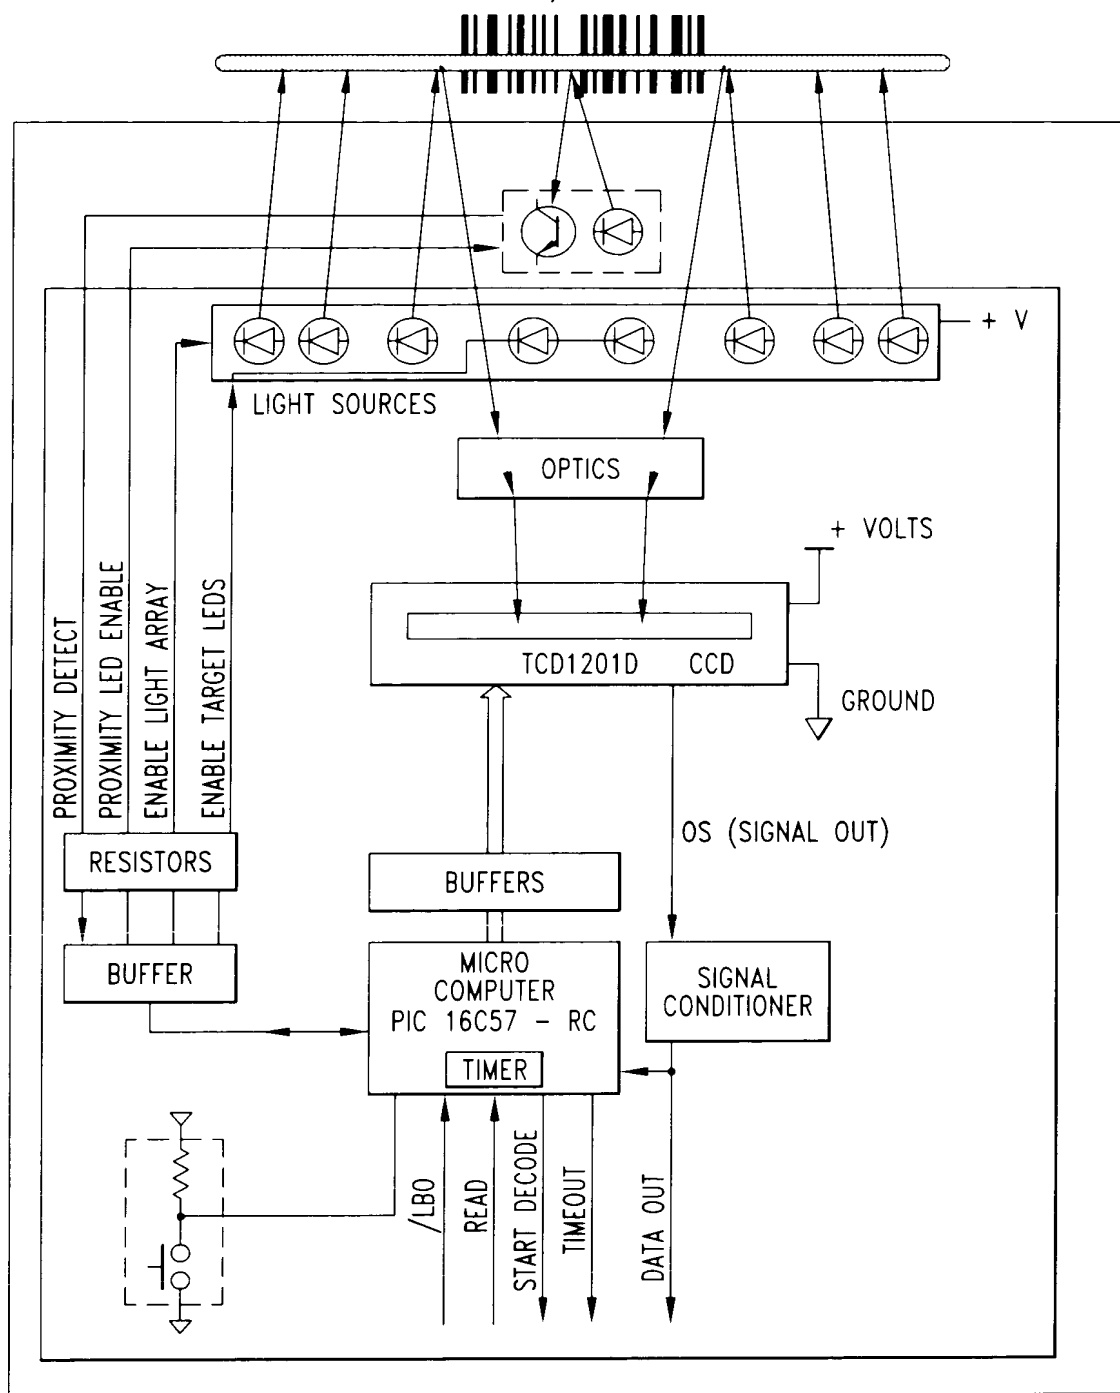 + V
LIGHT SOURCES
OPTICS
+ VOLTS
TCD1201D CCD
GROUND
PROXIMITY DETECT
PROXIMITY LED ENABLE
ENABLE LIGHT ARRAY
ENABLE TARGET LEDS
OS (SIGNAL OUT)
RESISTORS
BUFFERS
BUFFER
MICRO
COMPUTER
PIC 16C57 - RC
TIMER
SIGNAL
CONDITIONER
/LBO
READ
START DECODE
TIMEOUT
DATA OUT